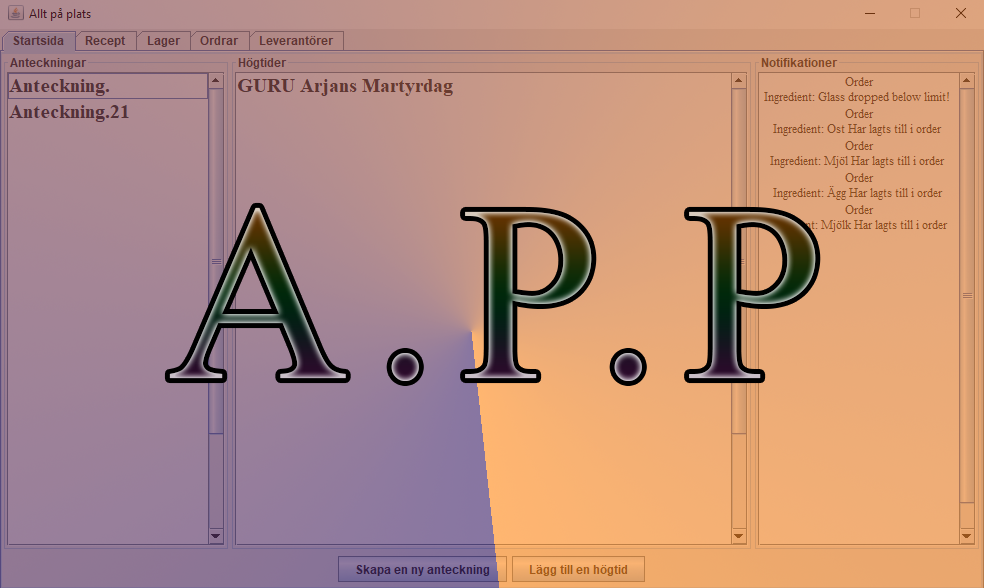 Allt på plats
Startsida Recept Lager Ordrar Leverantörer
Anteckningar
Anteckning.
Anteckning.21
Högtider
GURU Arjans Martyrdag
Notifikationer
Order
Ingredient: Glass dropped below limit!
Order
Ingredient: Ost Har lagts till i order
Order
Ingredient: Mjöl Har lagts till i order
Order
Ingredient: Ägg Har lagts till i order
Order
nt: Mjölk Har lagts till i order
A.P.P
Skapa en ny anteckning Lägg till en högtid